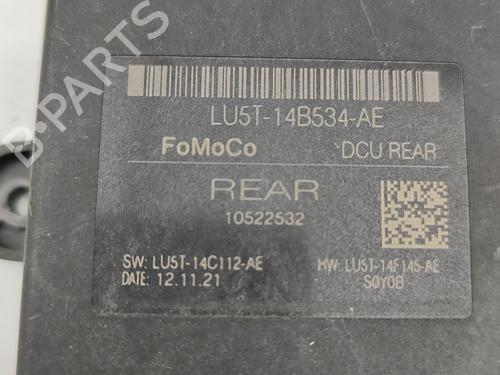 LU5T-14B534-AE
FoMoCo DCU REAR
REAR
10522532
SW: LU5T-14C112-AE HW: LU5T-14F145-AE
DATE: 12.11.21 S0Y0B
B-PARTS